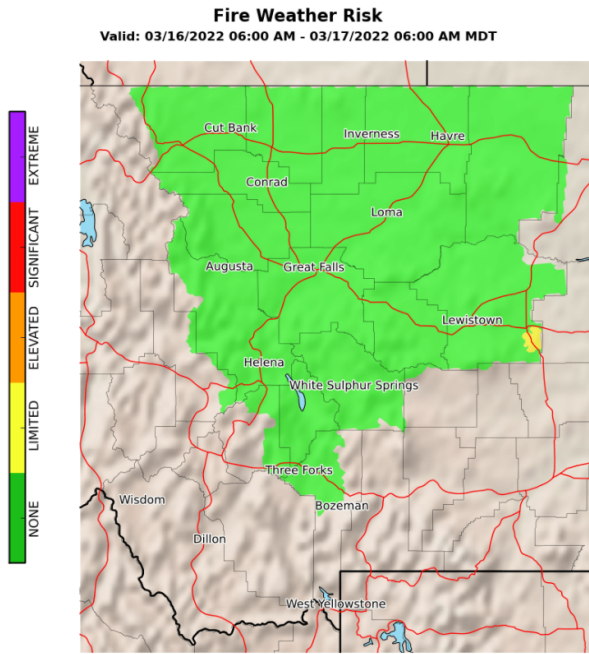 Fire Weather Risk
Valid: 03/16/2022 06:00 AM - 03/17/2022 06:00 AM MDT
EXTREME
SIGNIFICANT
ELEVATED
LIMITED
NONE
Cut Bank
Inverness
Havre
Conrad
Loma
Augusta
Great Falls
Lewistown
Helena
White Sulphur Springs
Three Forks
Wisdom
Bozeman
Dillon
West Yellowstone